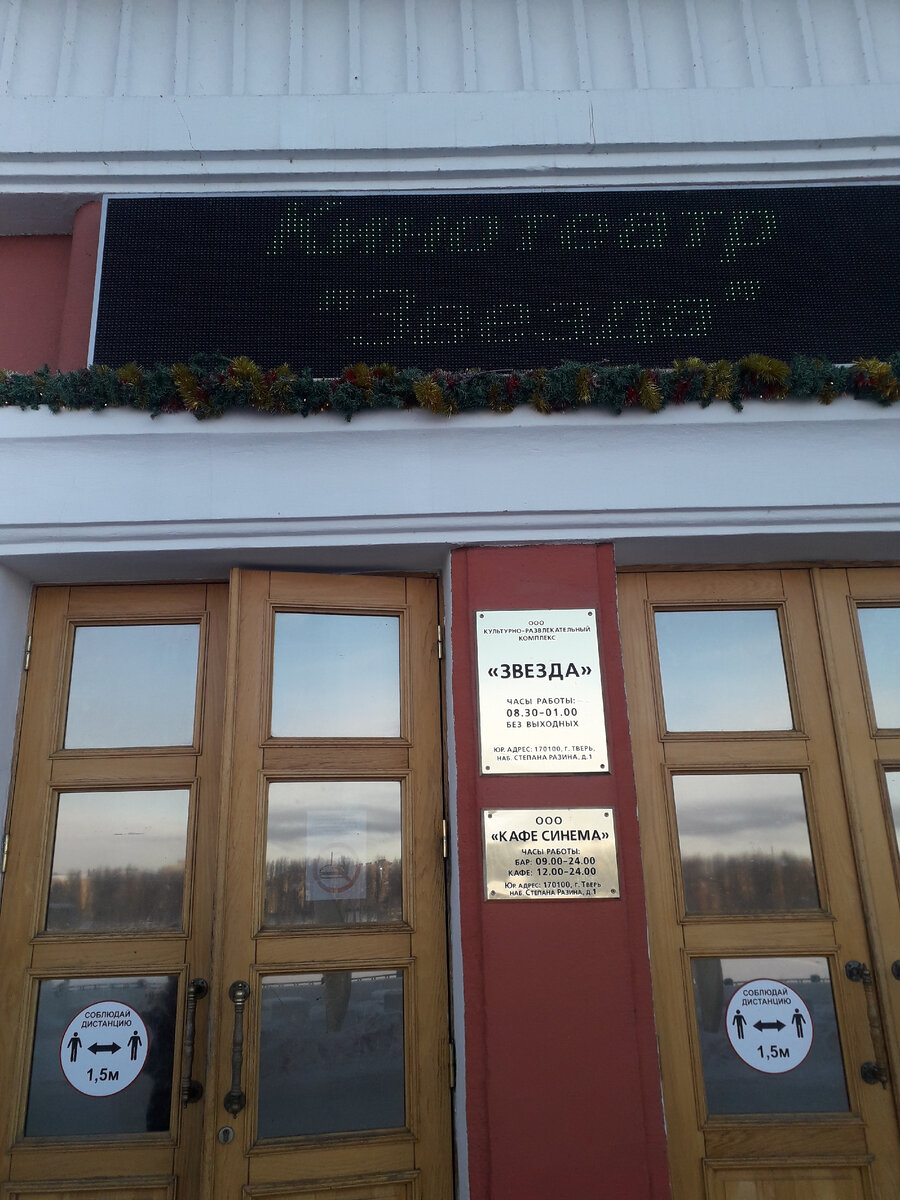 Кинотеатр
"Звезда"
ООО
КУЛЬТУРНО-РАЗВЛЕКАТЕЛЬНЫЙ
КОМПЛЕКС
«ЗВЕЗДА»
ЧАСЫ РАБОТЫ:
08.30-01.00
БЕЗ ВЫХОДНЫХ
ЮР. АДРЕС: 170100, Г. ТВЕРЬ,
НАБ. СТЕПАНА РАЗИНА, Д.1
ООО
«КАФЕ СИНЕМА»
ЧАСЫ РАБОТЫ:
БАР: 09.00-24.00
КАФЕ: 12.00-24.00
ЮР. АДРЕС: 170100, Г. ТВЕРЬ
НАБ. СТЕПАНА РАЗИНА, Д.1
СОБЛЮДАЙ
ДИСТАНЦИЮ
1,5м
СОБЛЮДАЙ
ДИСТАНЦИЮ
1,5м